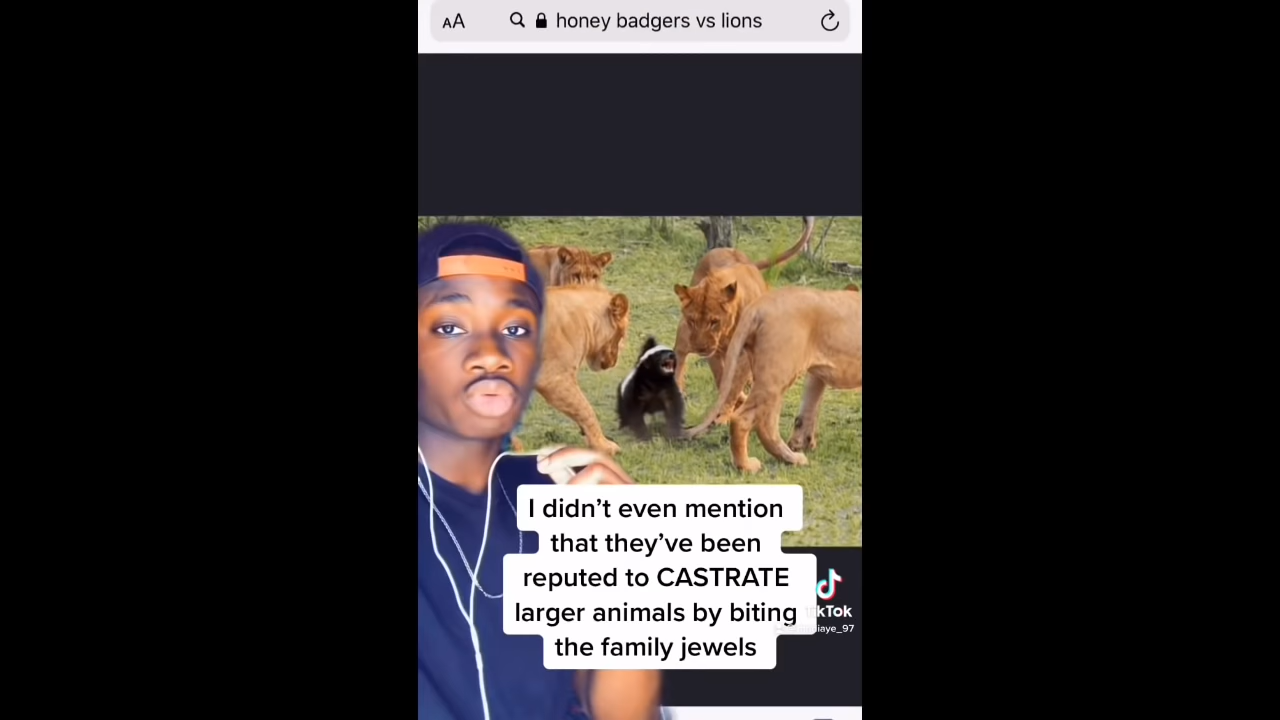 AA honey badgers vs lions
I didn't even mention
that they've been
reputed to CASTRATE
larger animals by biting
the family jewels
TikTok